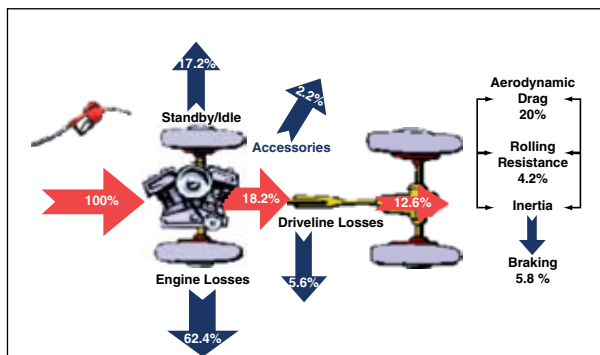 17.2%
Standby/Idle
2.2%
Accessories
100%
18.2%
12.6%
Driveline Losses
5.6%
Engine Losses
62.4%
Aerodynamic
Drag
20%
Rolling
Resistance
4.2%
Inertia
Braking
5.8 %